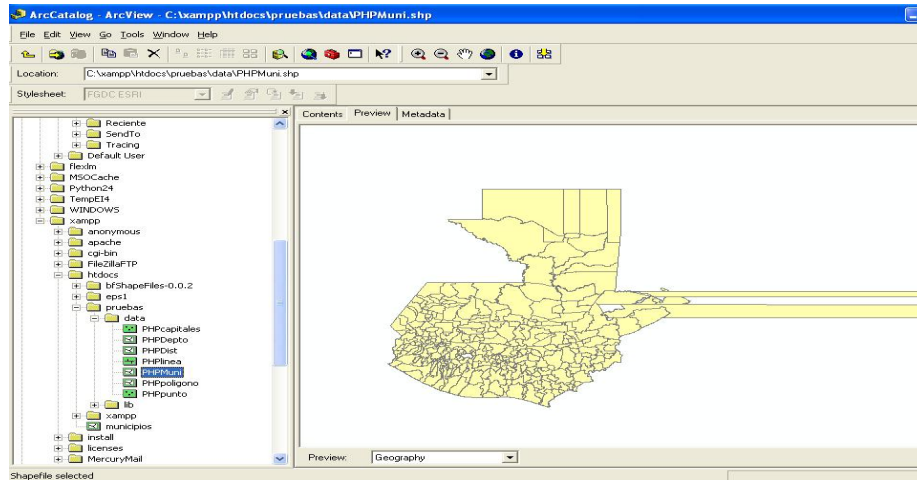 ArcCatalog - ArcView - C:\xampp\htdocs\pruebas\data\PHPMuni.shp
File Edit View Go Tools Window Help
Location: C:\xampp\htdocs\pruebas\data\PHPMuni.shp
Stylesheet: FGDC ESRI
Contents Preview Metadata
Reciente
SendTo
Tracing
Default User
flexlm
MSOCache
Python24
TempEI4
WINDOWS
xampp
anonymous
apache
cgi-bin
FileZillaFTP
htdocs
bfShapeFiles-0.0.2
eps1
pruebas
data
PHPcapitales
PHPDepto
PHPDist
PHPlinea
PHPMuni
PHPpoligono
PHPpunto
lib
xampp
municipios
install
licenses
MercuryMail
Preview: Geography
Shapefile selected